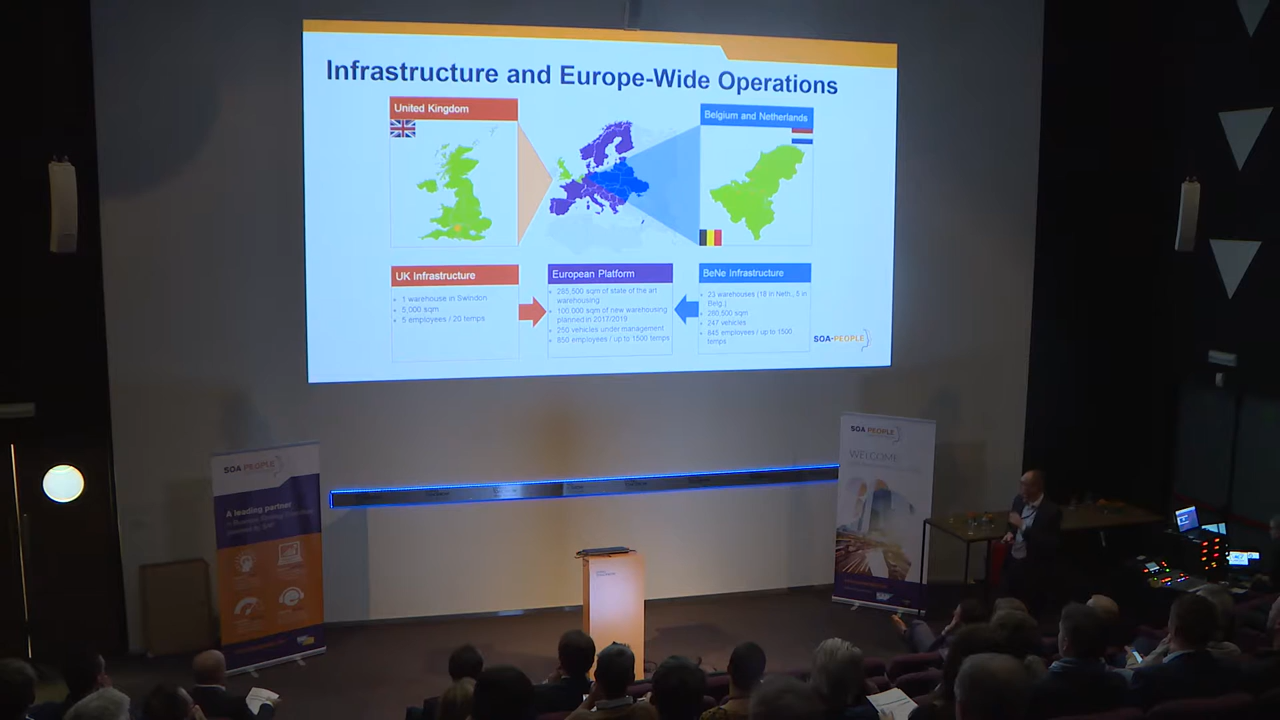 Infrastructure and Europe-Wide Operations
United Kingdom
Belgium and Netherlands
UK Infrastructure
1 warehouse in Swindon
5,000 sqm
5 employees / 20 temps
European Platform
285,500 sqm of state of the art
warehousing
100,000 sqm of new warehousing
planned in 2017/2019
250 vehicles under management
850 employees / up to 1500 temps
BeNe Infrastructure
23 warehouses (18 in Neth., 5 in
Belg.)
280,500 sqm
247 vehicles
845 employees / up to 1500
temps
SOA PEOPLE
SOA PEOPLE
A leading partner
SOA PEOPLE
WELCOME